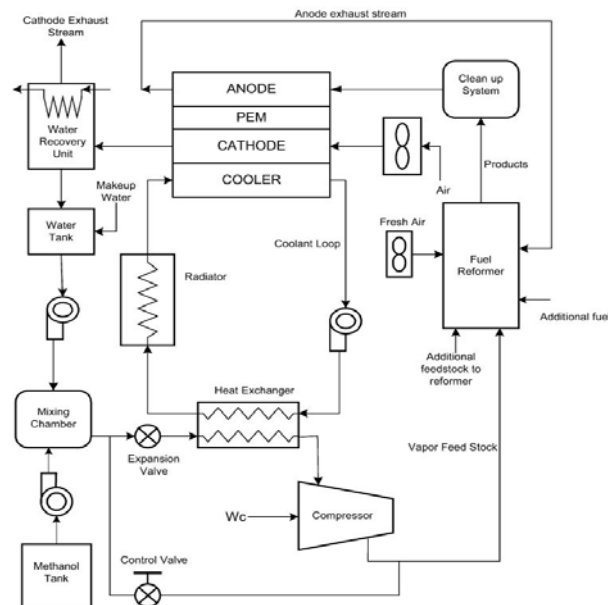 Cathode Exhaust
Stream
Anode exhaust stream
ANODE
PEM
CATHODE
COOLER
Clean up
System
Water
Recovery
Unit
Products
Air
Makeup
Water
Water
Tank
Radiator
Coolant Loop
Fresh Air
Fuel
Reformer
Additional fue
Additional
feedstock to
reformer
Mixing
Chamber
Heat Exchanger
Expansion
Valve
Vapor Feed Stock
Wc
Compressor
Control Valve
Methanol
Tank